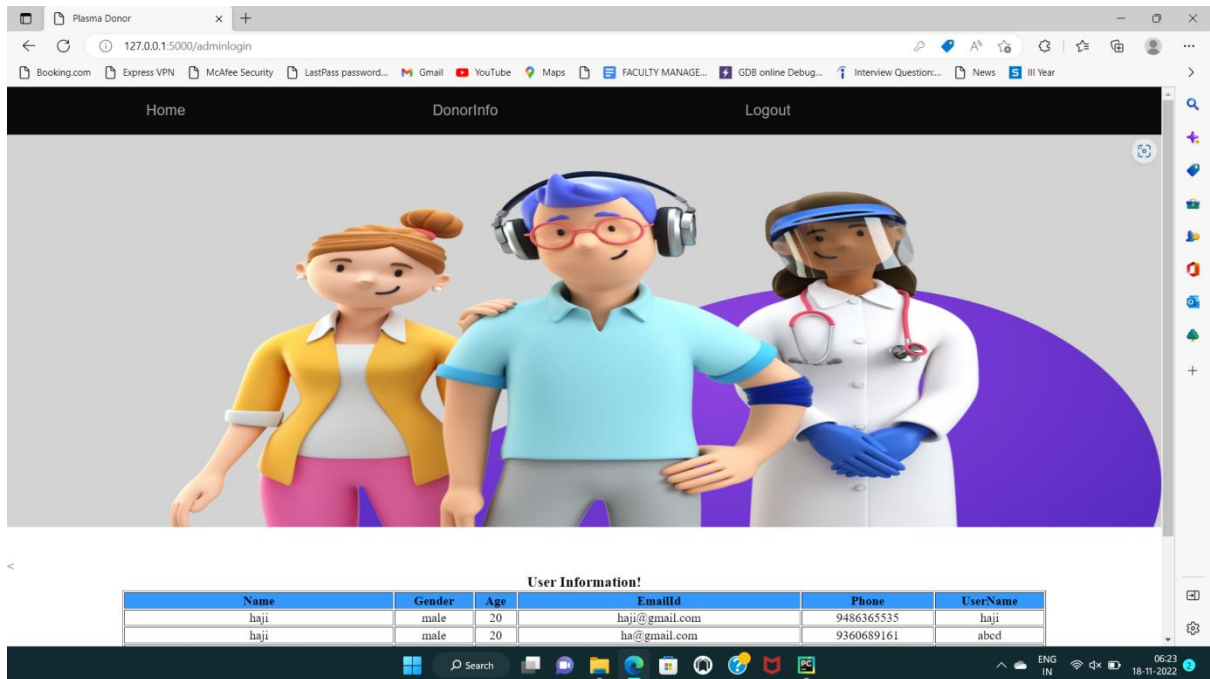 Plasma Donor
127.0.0.1:5000/adminlogin
Booking.com Express VPN McAfee Security LastPass password... Gmail YouTube Maps FACULTY MANAGE... GDB online Debug... Interview Question:... News S III Year
Home DonorInfo Logout
<
User Information!
Name Gender Age EmailId Phone UserName
haji male 20 haji@gmail.com 9486365535 haji
haji male 20 ha@gmail.com 9360689161 abcd
Search ENG IN 06:23 18-11-2022 2